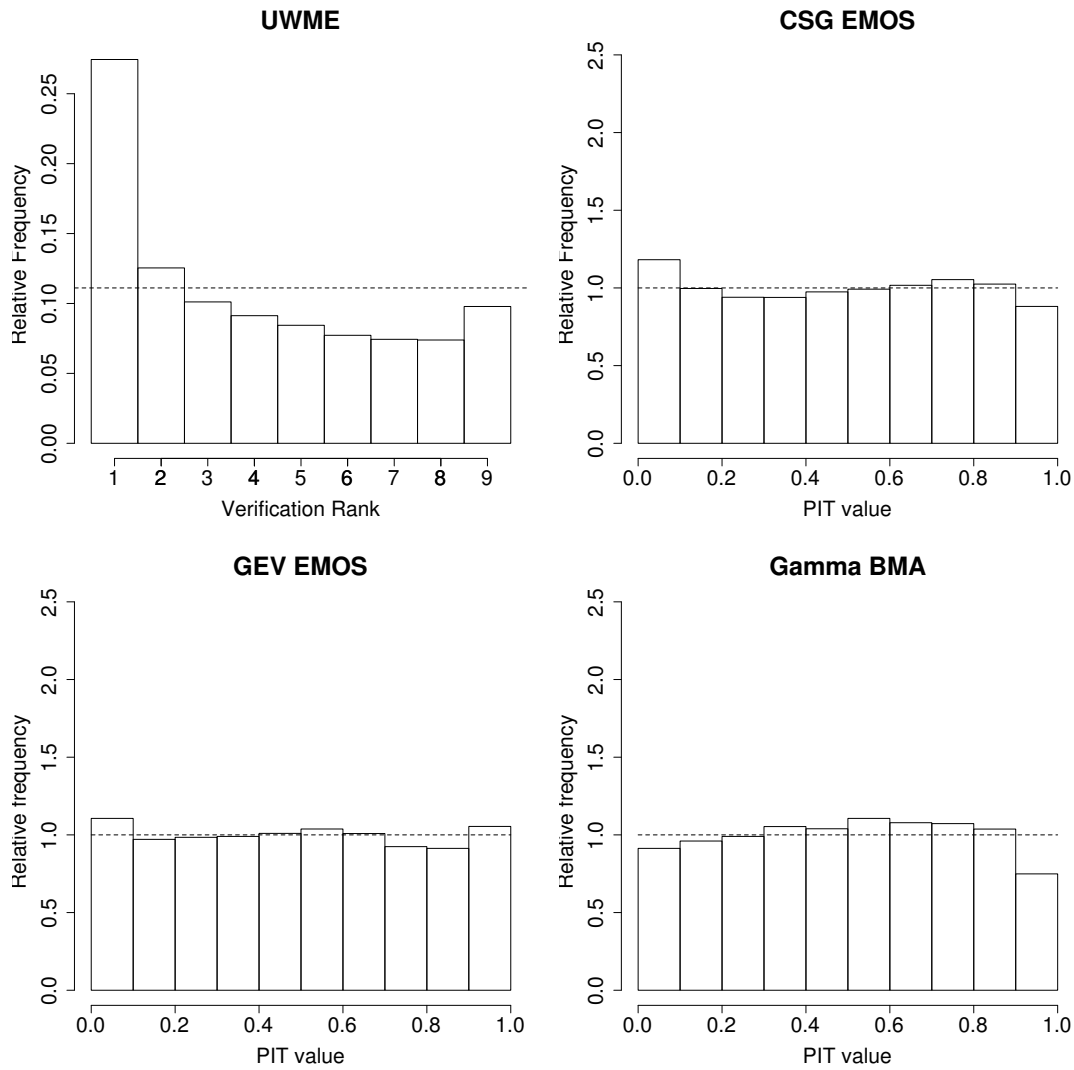 UWME
Relative Frequency
0.00 0.05 0.10 0.15 0.20 0.25
1 2 3 4 5 6 7 8 9
Verification Rank
CSG EMOS
Relative Frequency
0.0 0.5 1.0 1.5 2.0 2.5
0.0 0.2 0.4 0.6 0.8 1.0
PIT value
GEV EMOS
Relative frequency
0.0 0.5 1.0 1.5 2.0 2.5
0.0 0.2 0.4 0.6 0.8 1.0
PIT value
Gamma BMA
Relative frequency
0.0 0.5 1.0 1.5 2.0 2.5
0.0 0.2 0.4 0.6 0.8 1.0
PIT value